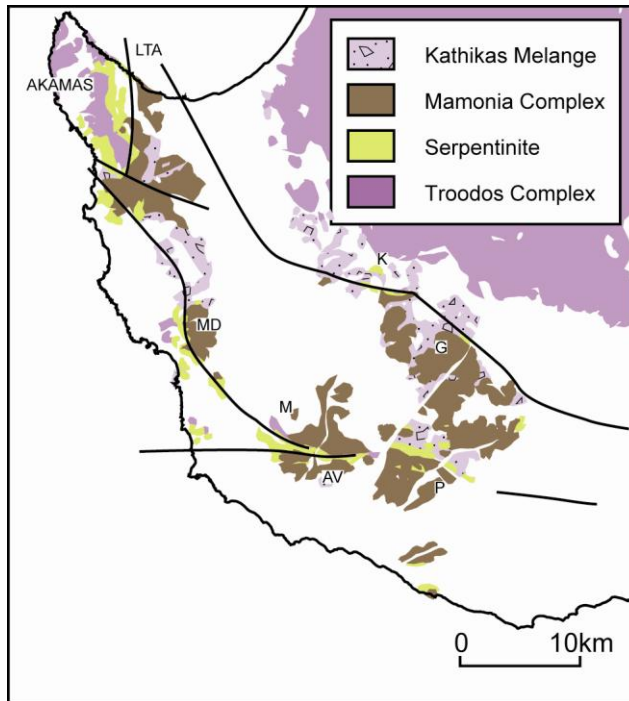 LTA
AKAMAS
Kathikas Melange
Mamonia Complex
Serpentinite
Troodos Complex
K
MD
G
M
AV
P
0 10km